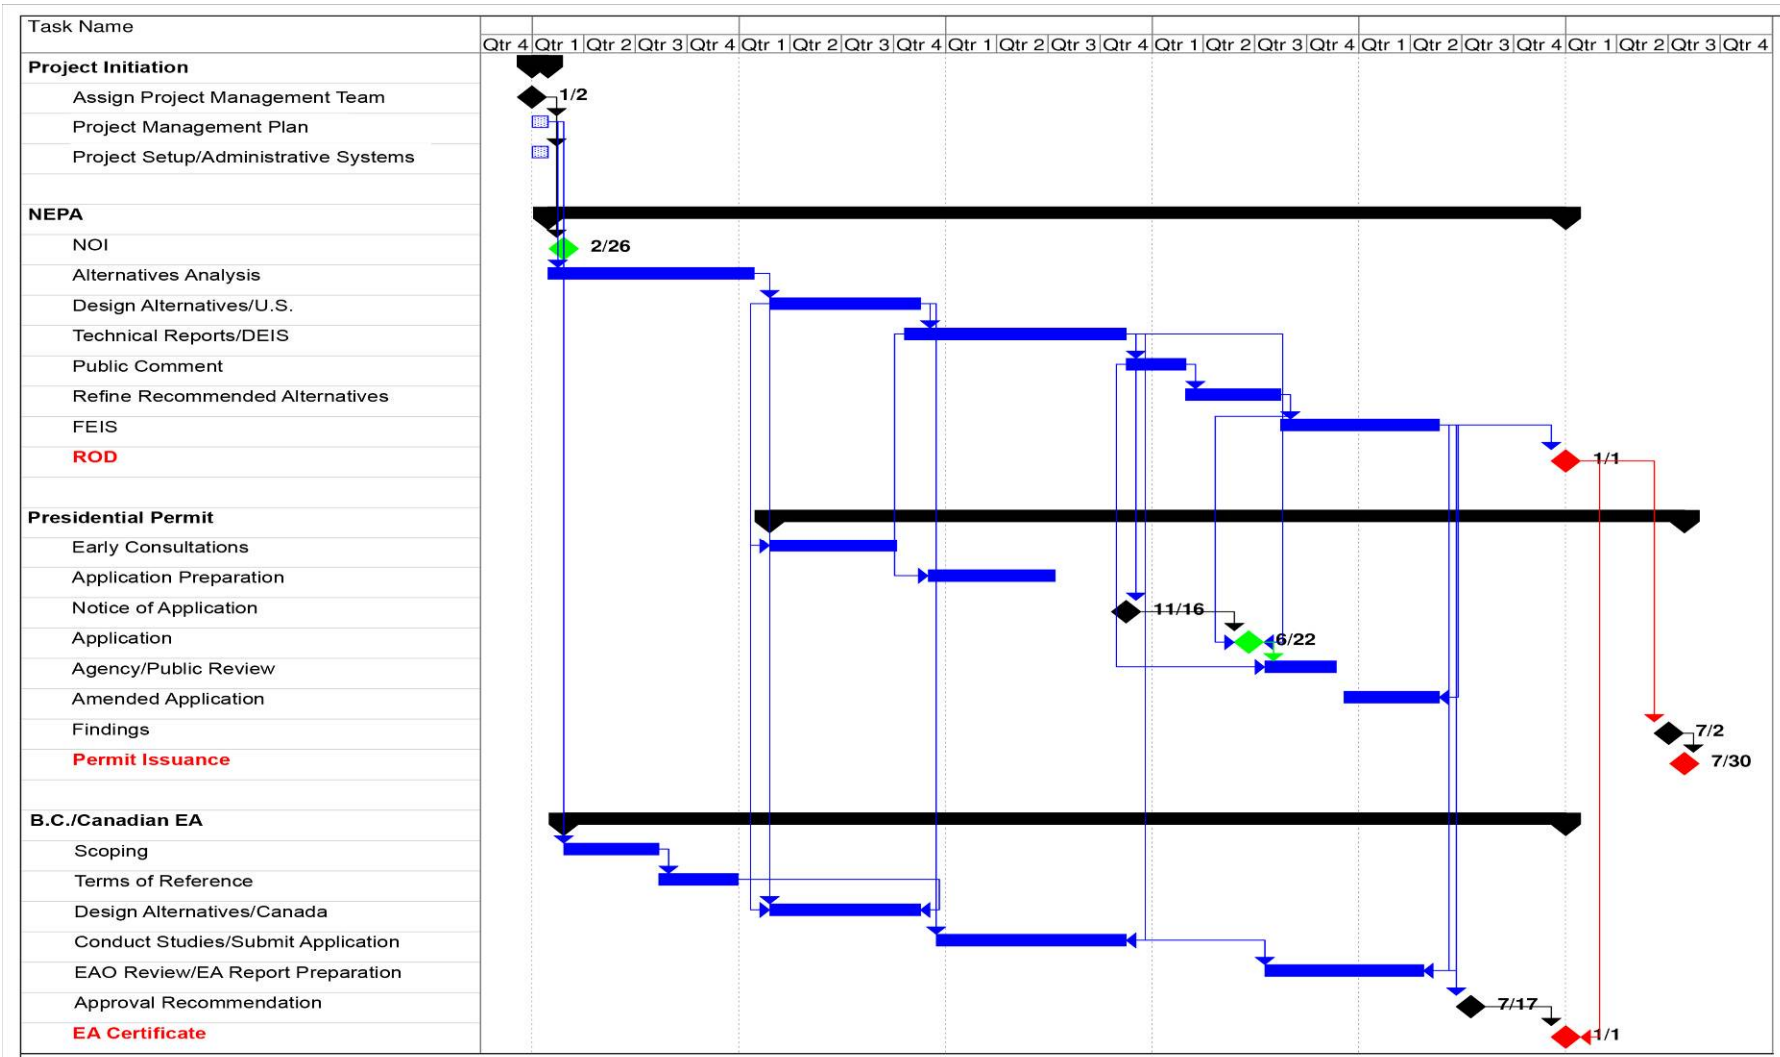 Task Name
Qtr 4 Qtr 1 Qtr 2 Qtr 3 Qtr 4 Qtr 1 Qtr 2 Qtr 3 Qtr 4 Qtr 1 Qtr 2 Qtr 3 Qtr 4 Qtr 1 Qtr 2 Qtr 3 Qtr 4 Qtr 1 Qtr 2 Qtr 3 Qtr 4 Qtr 1 Qtr 2 Qtr 3 Qtr 4
Project Initiation
Assign Project Management Team 1/2
Project Management Plan
Project Setup/Administrative Systems
NEPA
NOI 2/26
Alternatives Analysis
Design Alternatives/U.S.
Technical Reports/DEIS
Public Comment
Refine Recommended Alternatives
FEIS
ROD 1/1
Presidential Permit
Early Consultations
Application Preparation
Notice of Application 11/16
Application 6/22
Agency/Public Review
Amended Application
Findings 7/2
Permit Issuance 7/30
B.C./Canadian EA
Scoping
Terms of Reference
Design Alternatives/Canada
Conduct Studies/Submit Application
EAO Review/EA Report Preparation
Approval Recommendation 7/17
EA Certificate 1/1